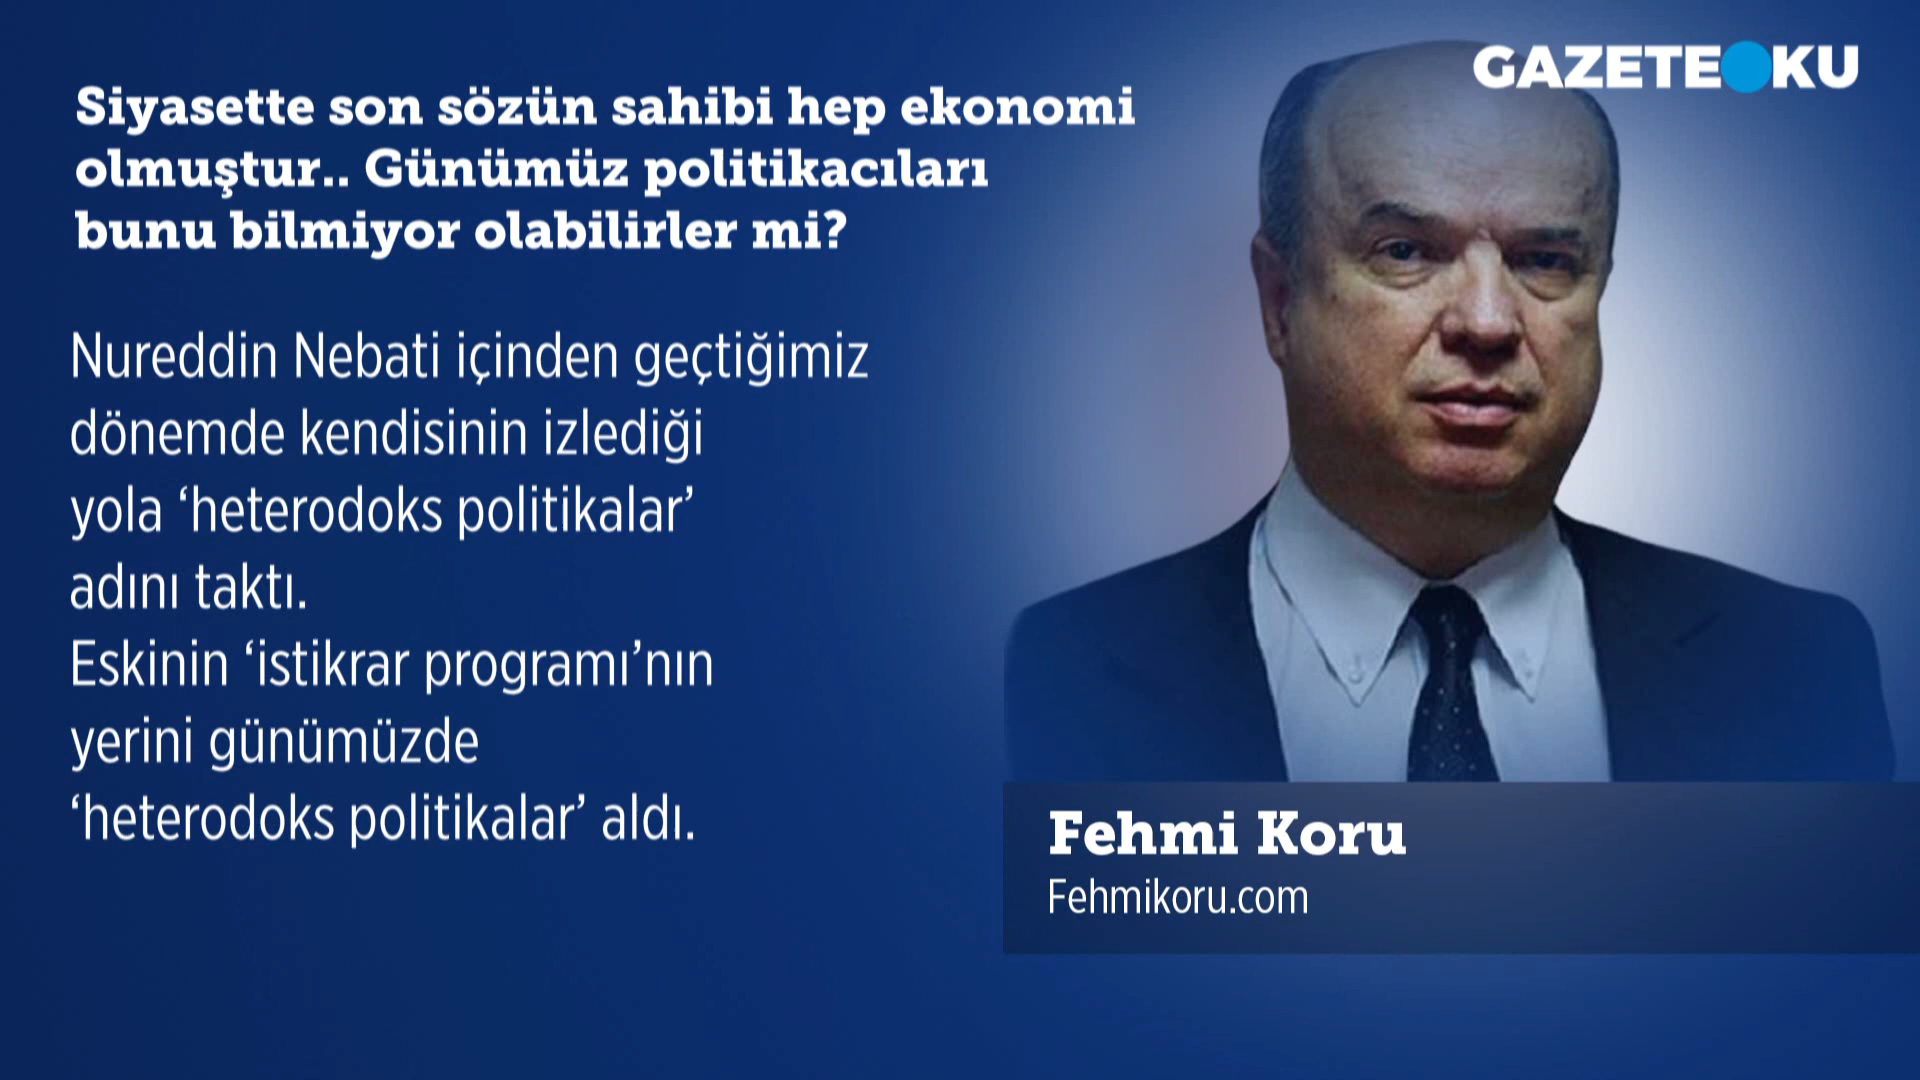 GAZETE OKU
Siyasette son sözün sahibi hep ekonomi
olmuştur.. Günümüz politikacıları
bunu bilmiyor olabilirler mi?
Nureddin Nebati içinden geçtiğimiz
dönemde kendisinin izlediği
yola ‘heterodoks politikalar’
adını taktı.
Eskinin ‘istikrar programı’nın
yerini günümüzde
‘heterodoks politikalar’ aldı.
Fehmi Koru
Fehmikoru.com